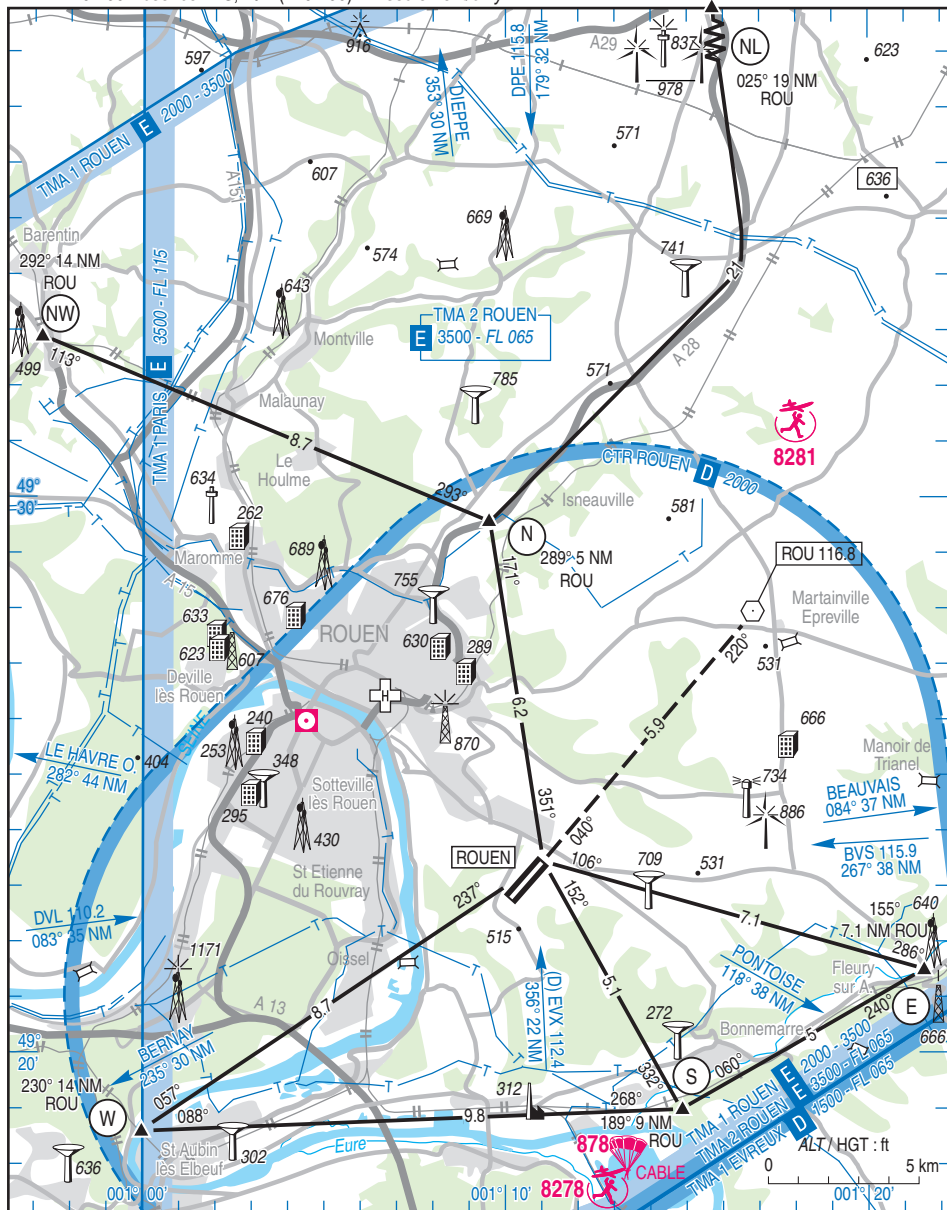 916
A29
837
NL
623
597
DPE 115.8
179° 32 NM
DIEPPE
353° 30 NM
978
025° 19 NM
ROU
TMA 1 ROUEN E 2000 - 3500
571
607
A151
636
669
Barentin
574
741
292° 14 NM
ROU
NW
643
21
499
113°
Montville
TMA 2 ROUEN
E 3500 - FL 065
A 28
TMA 1 PARIS E 3500 - FL 115
785
571
Malaunay
8.7
8281
Le
Houlme
CTR ROUEN D 2000
49°
30'
634
293°
Isneauville
262
581
N
289° 5 NM
ROU
689
ROU 116.8
Maromme
171°
A 15
755
Martainville
Epreville
676
633
ROUEN
630
289
220°
531
623
607
Deville
lès Rouen
H
6.2
5.9
SEINE
240
870
666
253
404
348
LE HAVRE O.
282° 44 NM
Manoir de
Trianel
Sotteville
lès Rouen
734
BEAUVAIS
084° 37 NM
295
886
430
351°
040°
BVS 115.9
267° 38 NM
ROUEN
106°
709
531
St Etienne
du Rouvray
237°
152°
DVL 110.2
083° 35 NM
7.1
155°
7.1 NM ROU
640
286°
515
1171
Oissel
(D) EVX 112.4
356° 22 NM
5.1
PONTOISE
118° 38 NM
Fleury
sur A.
A 13
8.7
272
Bonnemarre
240°
E
49°
20'
BERNAY
235° 30 NM
5
666
230° 14 NM
ROU
057°
322°
S
060°
W
088°
312
268°
9.8
189° 9 NM
ROU
TMA 1 ROUEN E 2000 - 3500
TMA 2 ROUEN E 3500 - FL 065
TMA 1 EVREUX D 1500 - FL 065
St Aubin
lès Elbeuf
302
Eure
636
878
CABLE
ALT / HGT : ft
0 5 km
8278
001° 00'
001° 10'
001° 20'